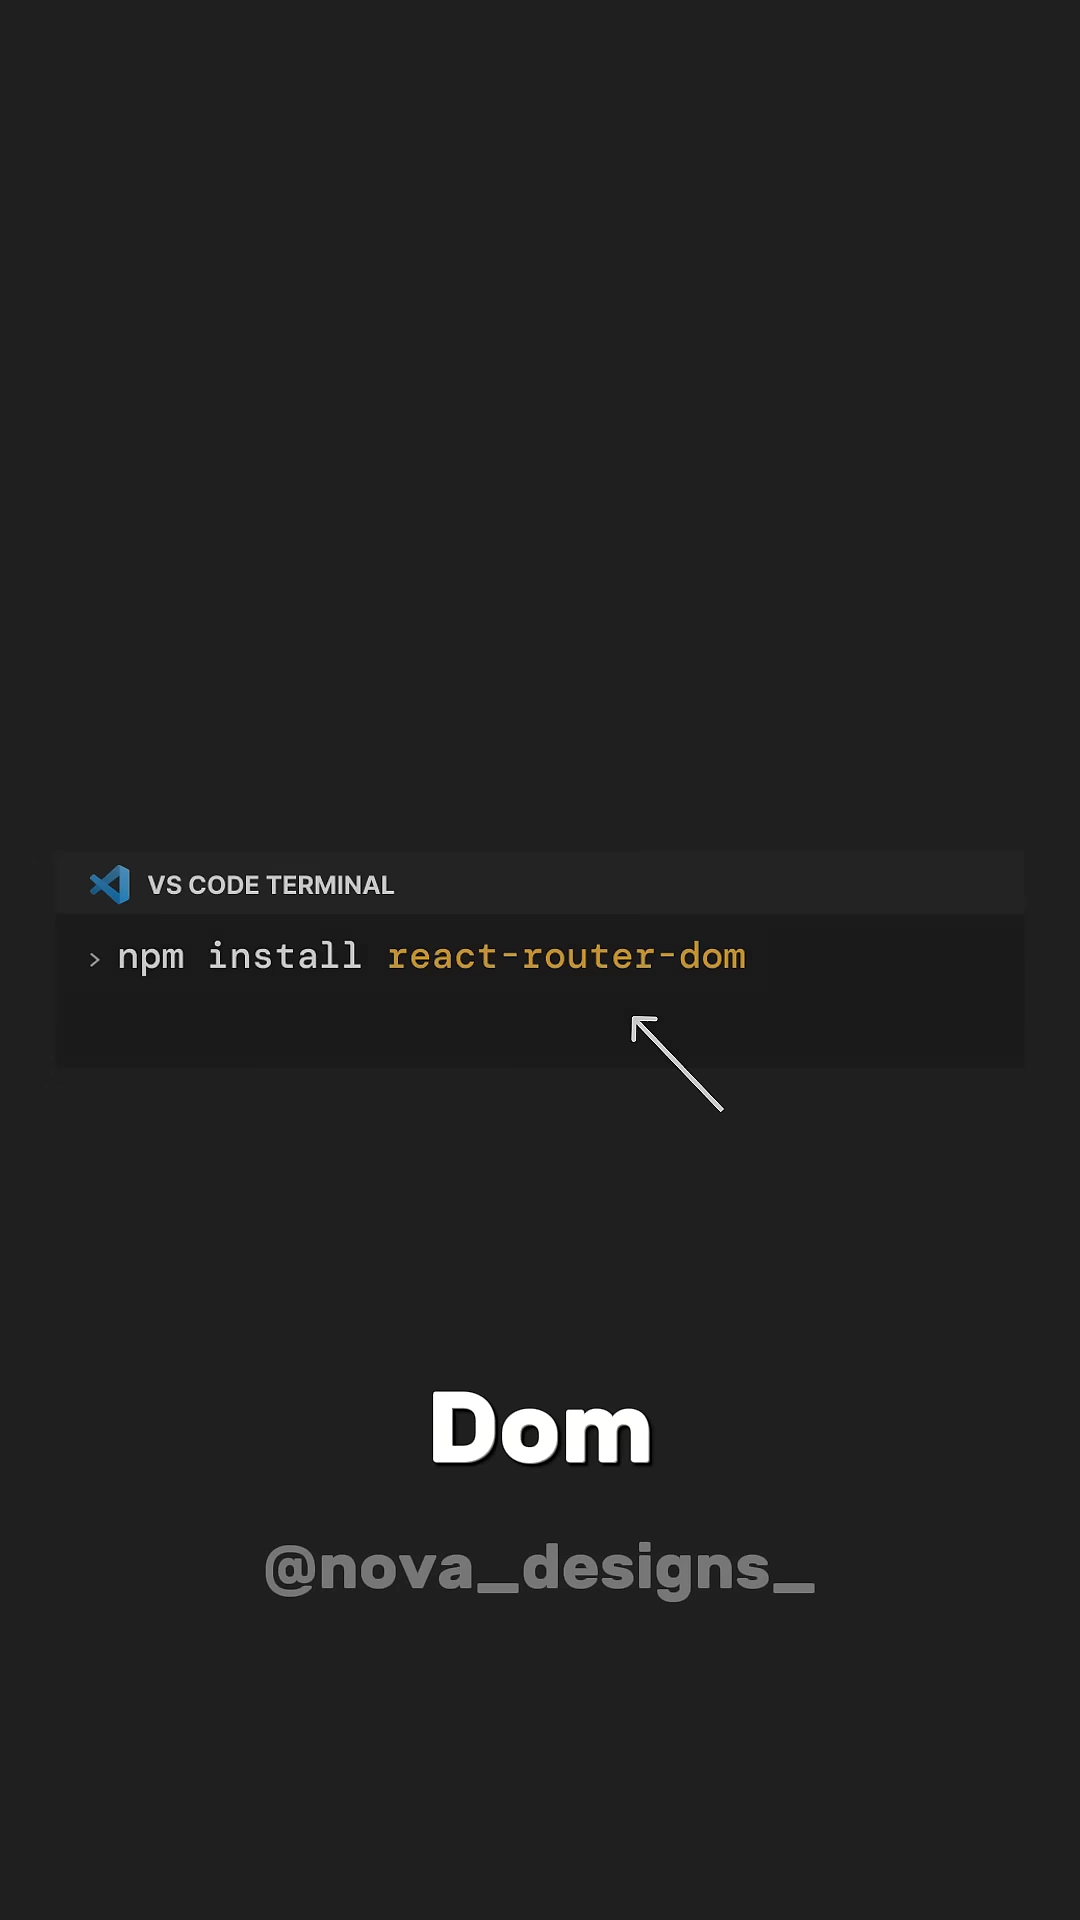 VS CODE TERMINAL
› npm install react-router-dom
Dom
@nova_designs_